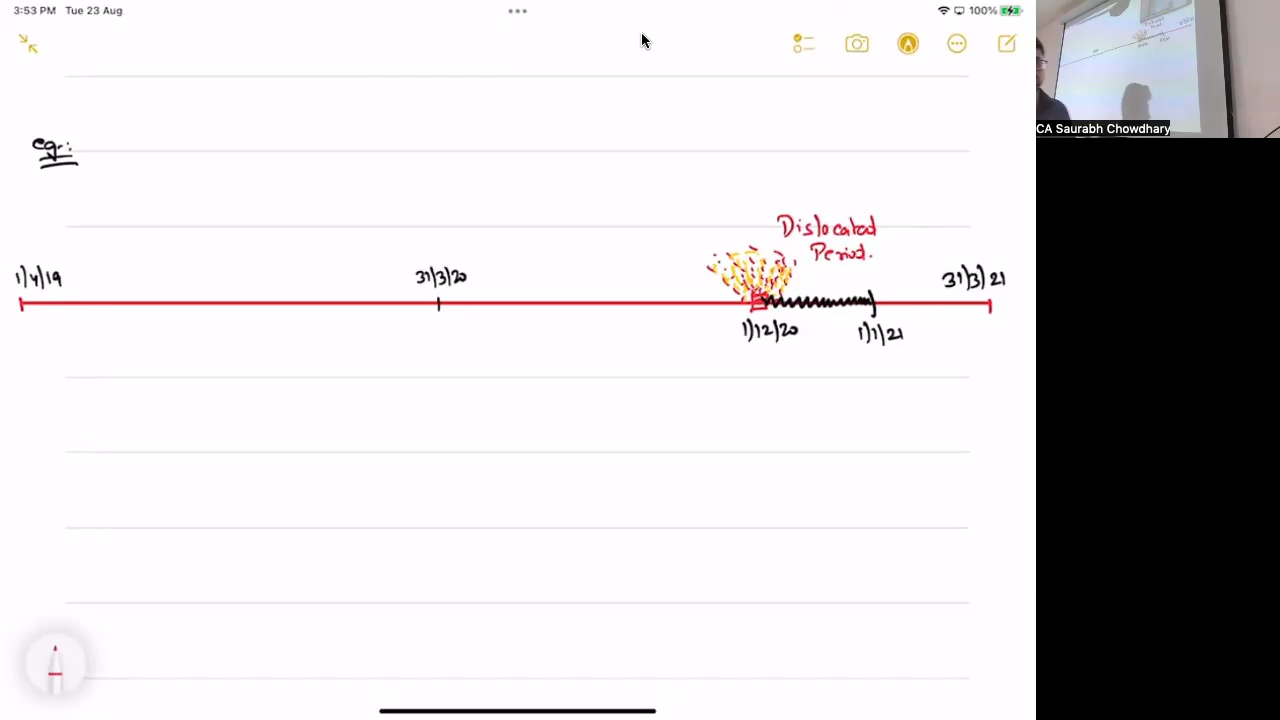 3:53 PM Tue 23 Aug
100%
CA Saurabh Chowdhary
eg:
Dislocated
Period.
1/4/19
31/3/20
31/3/21
1/12/20
1/1/21